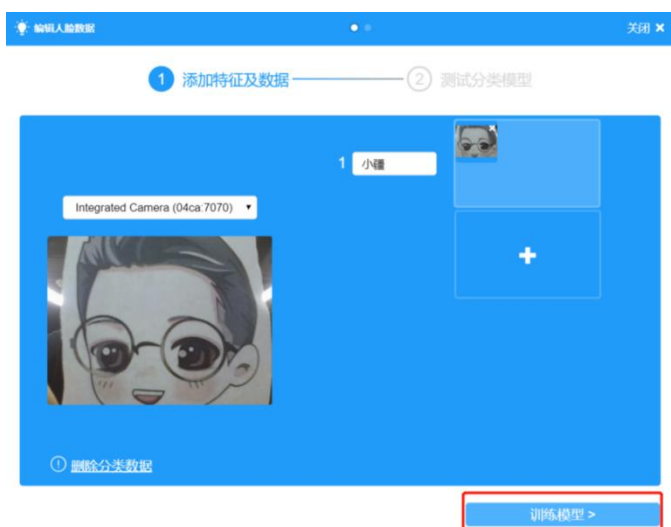 编辑人脸数据
关闭 ×
1 添加特征及数据
2 测试分类模型
1 小疆
Integrated Camera (04ca:7070)
删除分类数据
训练模型 >